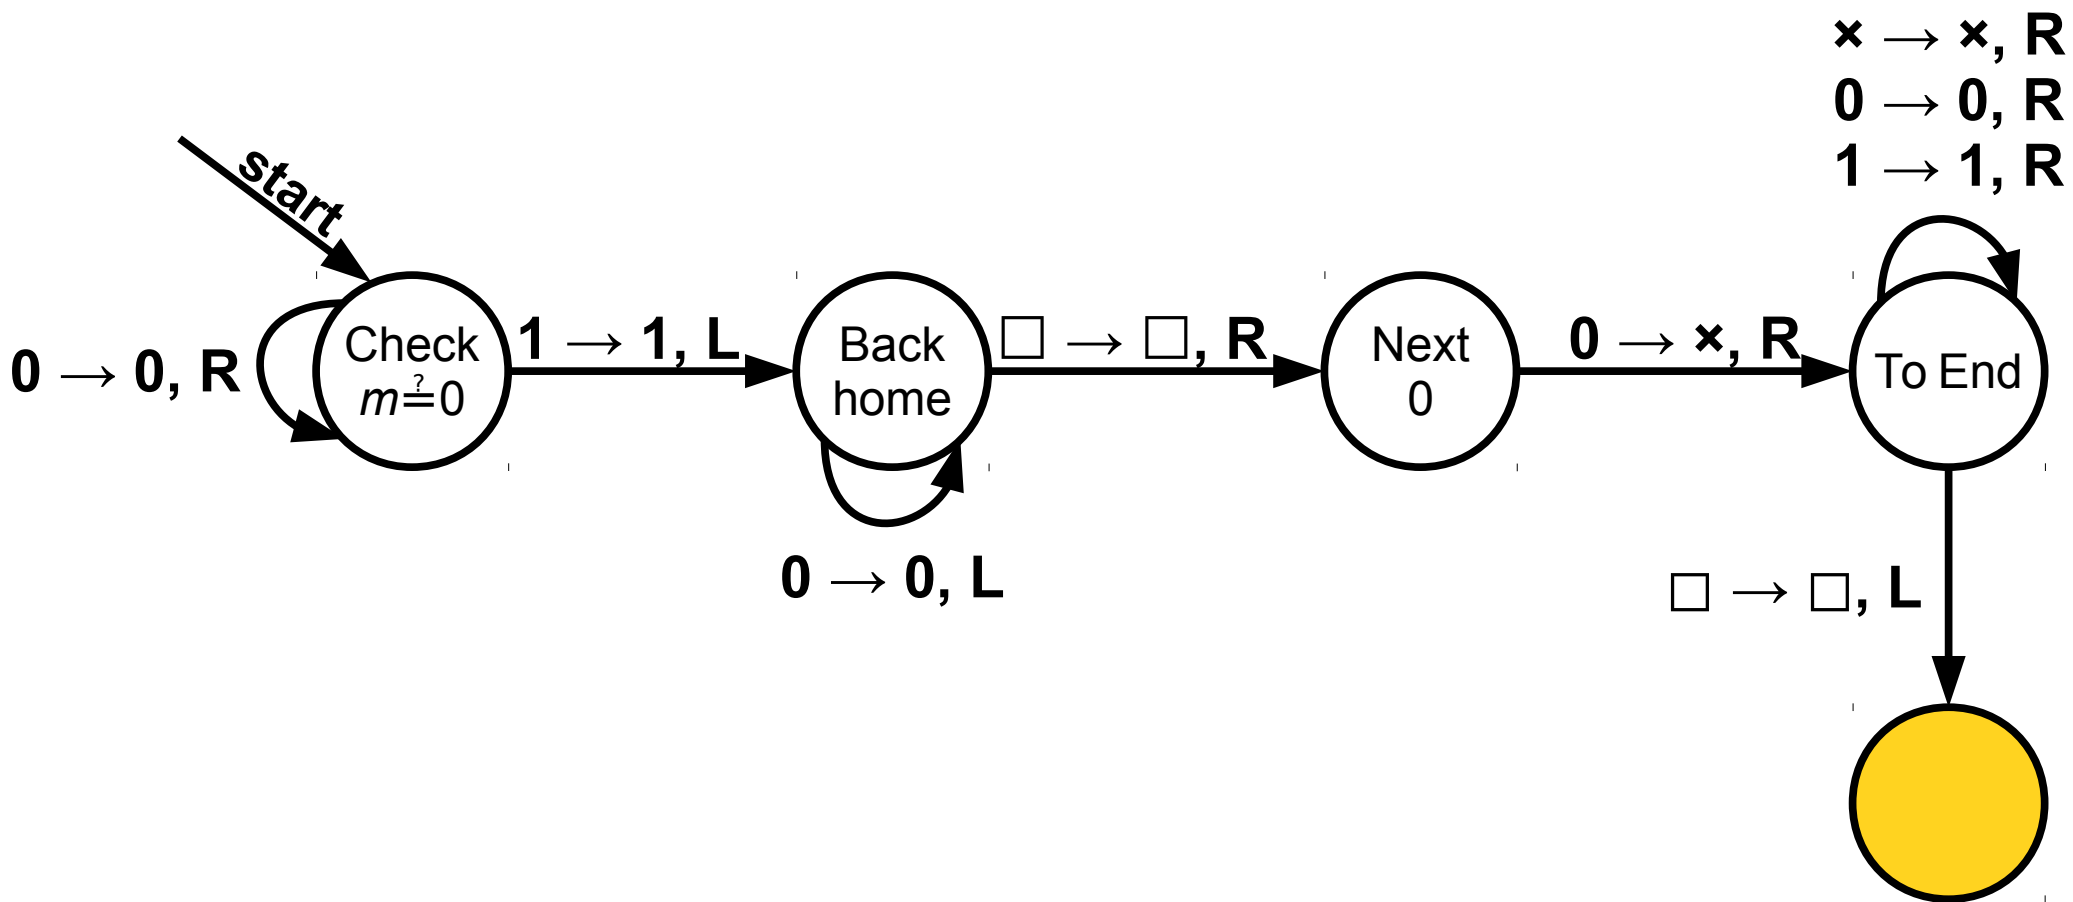 × → ×, R
0 → 0, R
1 → 1, R
start
0 → 0, R
Check
m≟0
1 → 1, L
Back
home
□ → □, R
Next
0
0 → ×, R
To End
0 → 0, L
□ → □, L